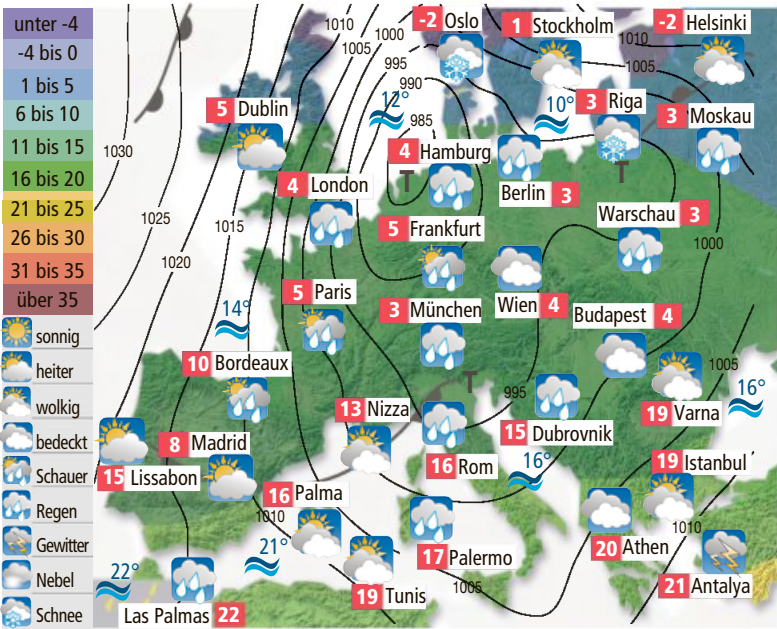 unter -4
-4 bis 0
1 bis 5
6 bis 10
11 bis 15
16 bis 20
21 bis 25
26 bis 30
31 bis 35
über 35
sonnig
heiter
wolkig
bedeckt
Schauer
Regen
Gewitter
Nebel
Schnee
-2 Oslo
1 Stockholm
-2 Helsinki
5 Dublin
3 Riga
3 Moskau
4 Hamburg
4 London
Berlin 3
Warschau 3
5 Frankfurt
5 Paris
3 München
Wien 4
Budapest 4
10 Bordeaux
13 Nizza
19 Varna
8 Madrid
15 Dubrovnik
15 Lissabon
16 Rom
19 Istanbul
16 Palma
17 Palermo
20 Athen
19 Tunis
21 Antalya
Las Palmas 22
12°
10°
14°
16°
16°
21°
22°
T
T
T
1010
1005
1000
995
990
985
1010
1005
1030
1025
1020
1015
1000
1005
995
1010
1010
1005